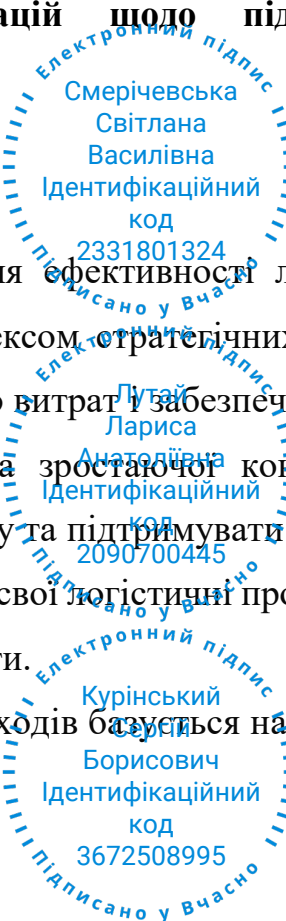 рацій щодо під
Електронний підпис
Смерічевська
Світлана
Василівна
Ідентифікаційний
код
2331801324
Підписано у Вчасно
ня ефективності л
ексом стратегічних
Електронний підпис
о витрат і забезпеч
Лутай
Лариса
Анатоліївна
а зростаючої кон
Ідентифікаційний
код
у та підтримувати
2090700445
свої логістичні про
Підписано у Вчасно
Електронний підпис
ти.
Курінський
Сергій
ходів базується на
Борисович
Ідентифікаційний
код
3672508995
Підписано у Вчасно